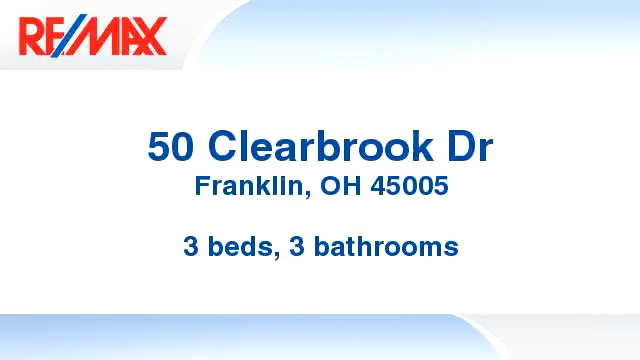 RE/MAX
50 Clearbrook Dr
Franklin, OH 45005
3 beds, 3 bathrooms